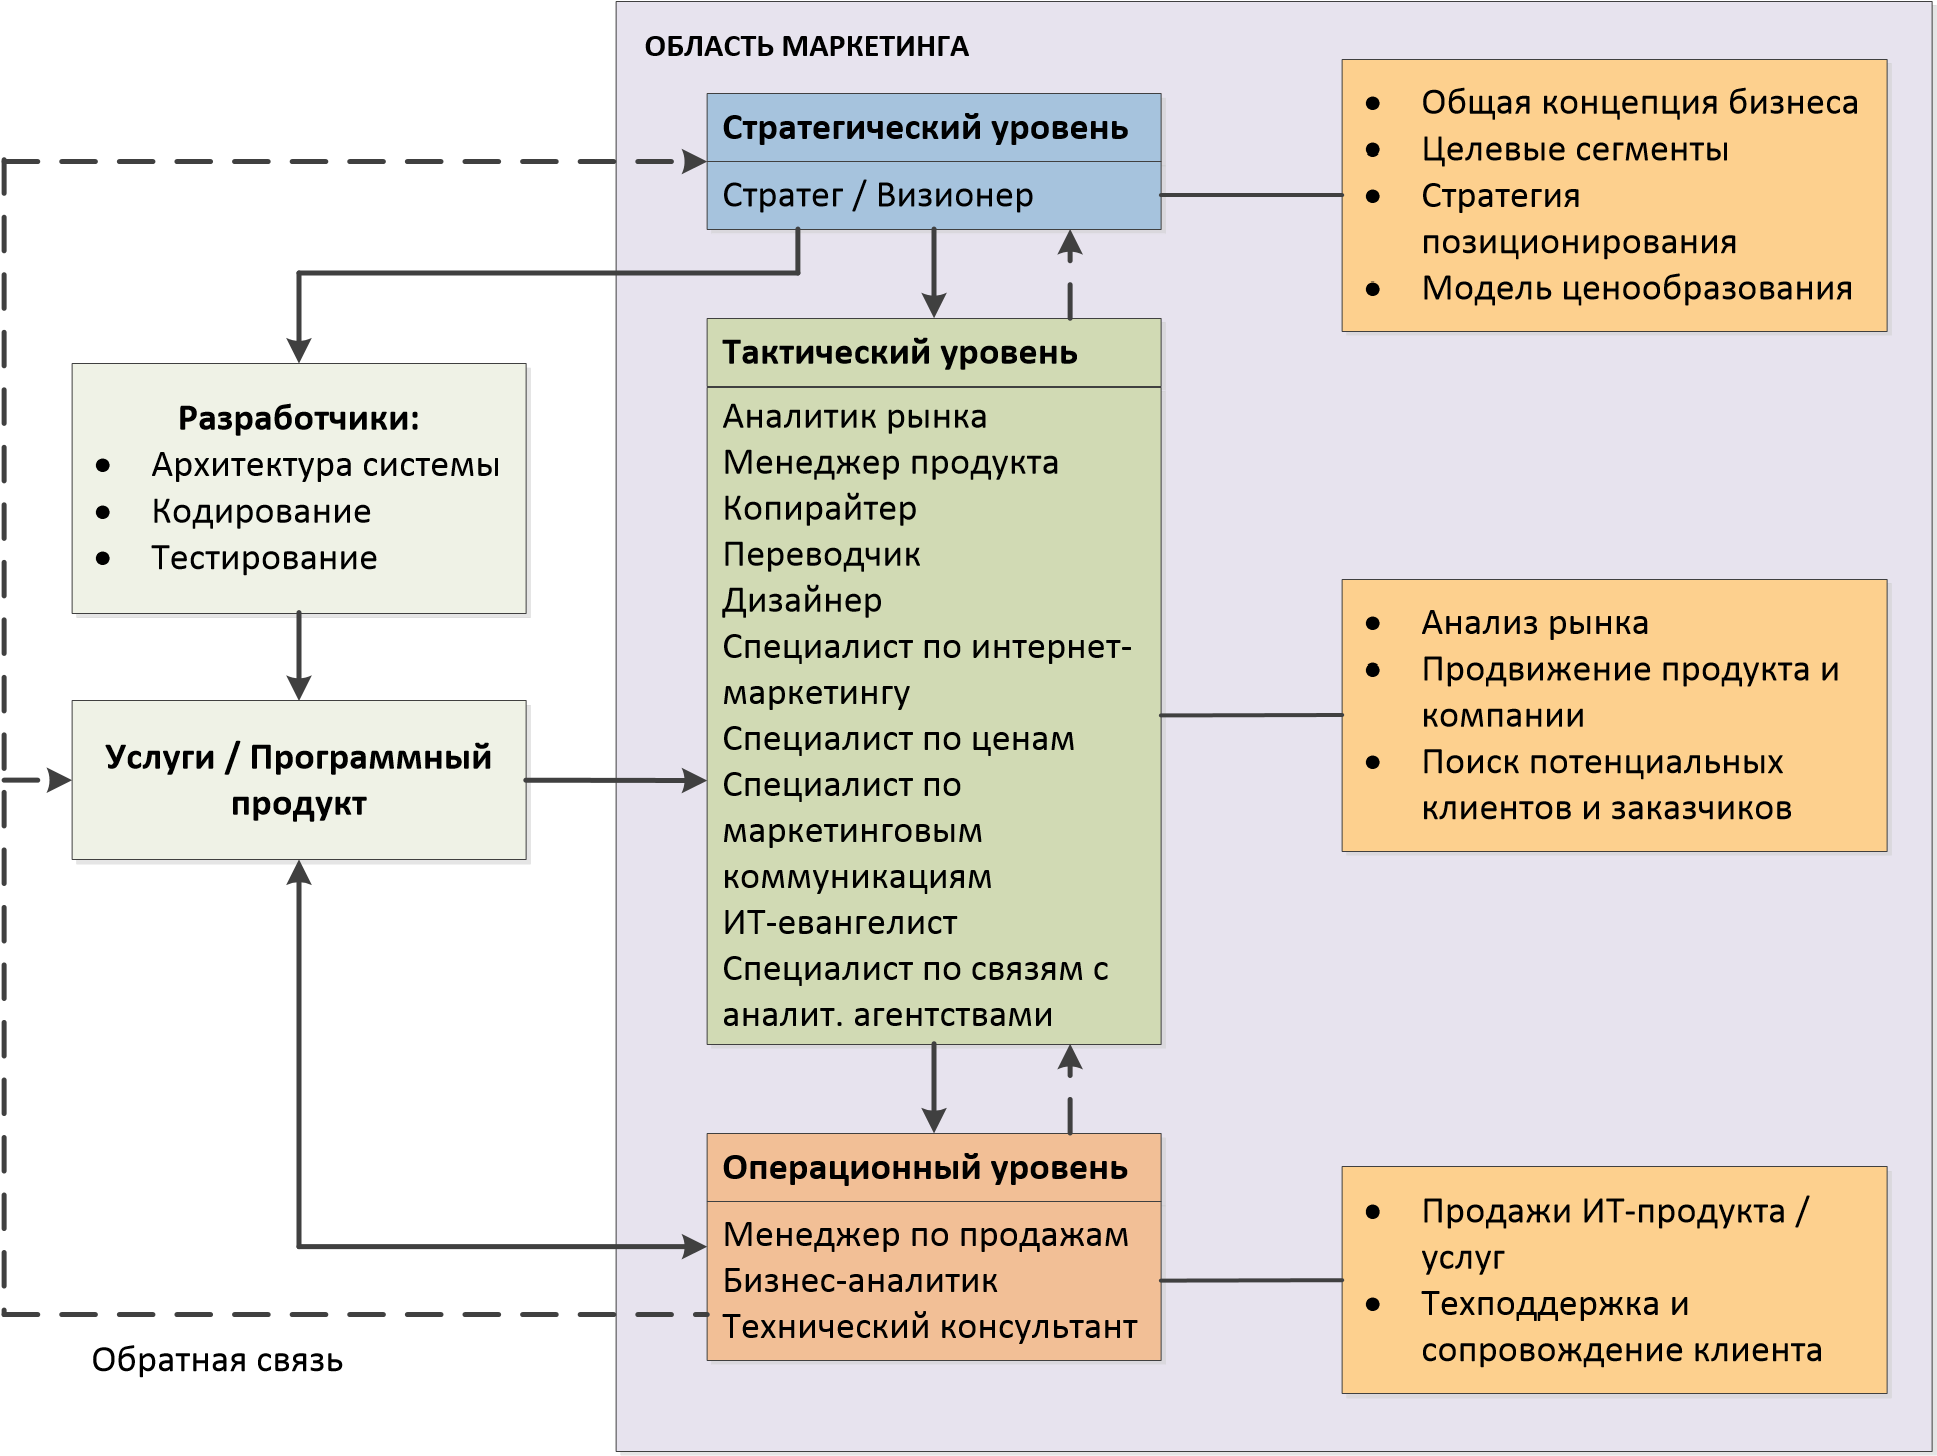 ОБЛАСТЬ МАРКЕТИНГА
Стратегический уровень
Стратег / Визионер
• Общая концепция бизнеса
• Целевые сегменты
• Стратегия
позиционирования
• Модель ценообразования
Разработчики:
• Архитектура системы
• Кодирование
• Тестирование
Тактический уровень
Аналитик рынка
Менеджер продукта
Копирайтер
Переводчик
Дизайнер
Специалист по интернет-
маркетингу
Специалист по ценам
Специалист по
маркетинговым
коммуникациям
ИТ-евангелист
Специалист по связям с
аналит. агентствами
• Анализ рынка
• Продвижение продукта и
компании
• Поиск потенциальных
клиентов и заказчиков
Услуги / Программный
продукт
Операционный уровень
Менеджер по продажам
Бизнес-аналитик
Технический консультант
• Продажи ИТ-продукта /
услуг
• Техподдержка и
сопровождение клиента
Обратная связь